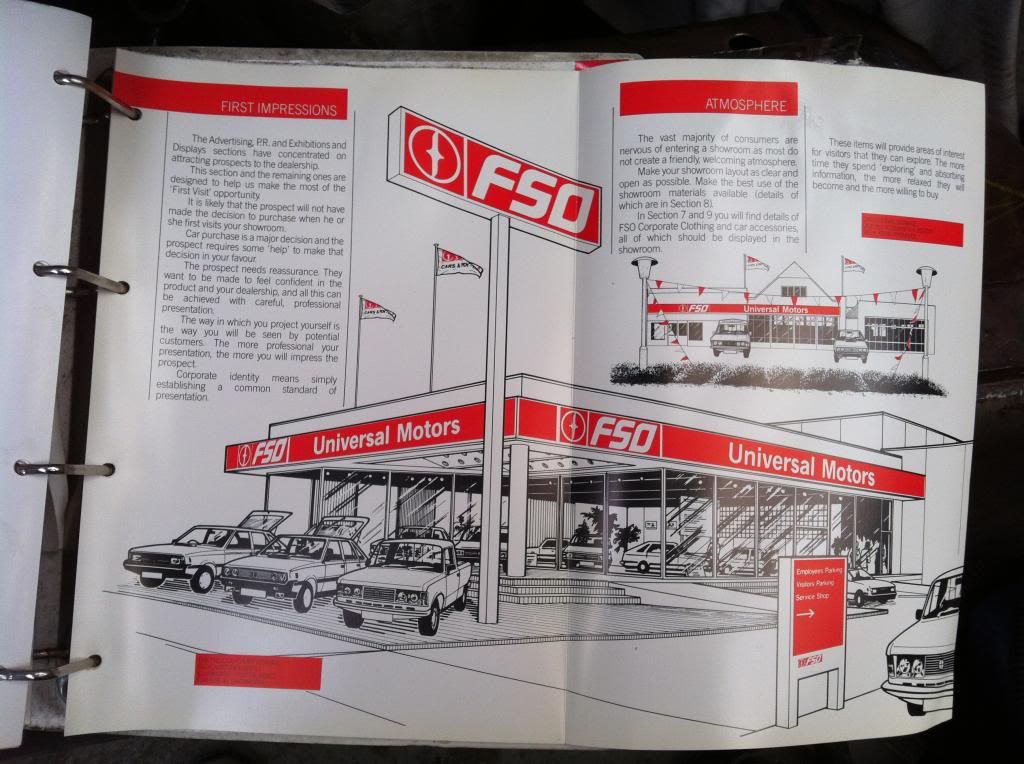 FIRST IMPRESSIONS
The Advertising, P.R. and Exhibitions and
Displays sections have concentrated on
attracting prospects to the dealership.
This section and the remaining ones are
designed to help us make the most of the
'First Visit' opportunity.
It is likely that the prospect will not have
made the decision to purchase when he or
she first visits your showroom.
Car purchase is a major decision and the
prospect requires some 'help' to make that
decision in your favour.
The prospect needs reassurance. They
want to be made to feel confident in the
product and your dealership, and all this can
be achieved with careful, professional
presentation.
The way in which you project yourself is
the way you will be seen by potential
customers. The more professional your
presentation, the more you will impress the
prospect.
Corporate identity means simply
establishing a common standard of
presentation.
FSO
CARS
CARS
FSO
Universal Motors
FSO
Universal Motors
ATMOSPHERE
The vast majority of consumers are
nervous of entering a showroom as most do
not create a friendly, welcoming atmosphere.
Make your showroom layout as clear and
open as possible. Make the best use of the
showroom materials available (details of
which are in Section 8).
In Section 7 and 9 you will find details of
FSO Corporate Clothing and car accessories,
all of which should be displayed in the
showroom.
These items will provide areas of interest
for visitors that they can explore. The more
time they spend 'exploring' and absorbing
information, the more relaxed they will
become and the more willing to buy.
FSO
Universal Motors
Employees Parking
Visitors Parking
Service Shop
FSO